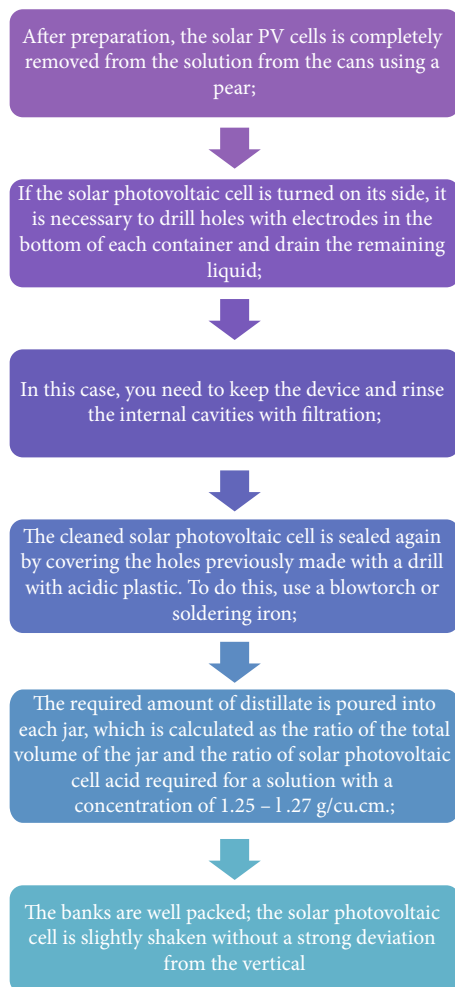 After preparation, the solar PV cells is completely
removed from the solution from the cans using a
pear;
If the solar photovoltaic cell is turned on its side, it
is necessary to drill holes with electrodes in the
bottom of each container and drain the remaining
liquid;
In this case, you need to keep the device and rinse
the internal cavities with filtration;
The cleaned solar photovoltaic cell is sealed again
by covering the holes previously made with a drill
with acidic plastic. To do this, use a blowtorch or
soldering iron;
The required amount of distillate is poured into
each jar, which is calculated as the ratio of the total
volume of the jar and the ratio of solar photovoltaic
cell acid required for a solution with a
concentration of 1.25 – l .27 g/cu.cm.;
The banks are well packed; the solar photovoltaic
cell is slightly shaken without a strong deviation
from the vertical